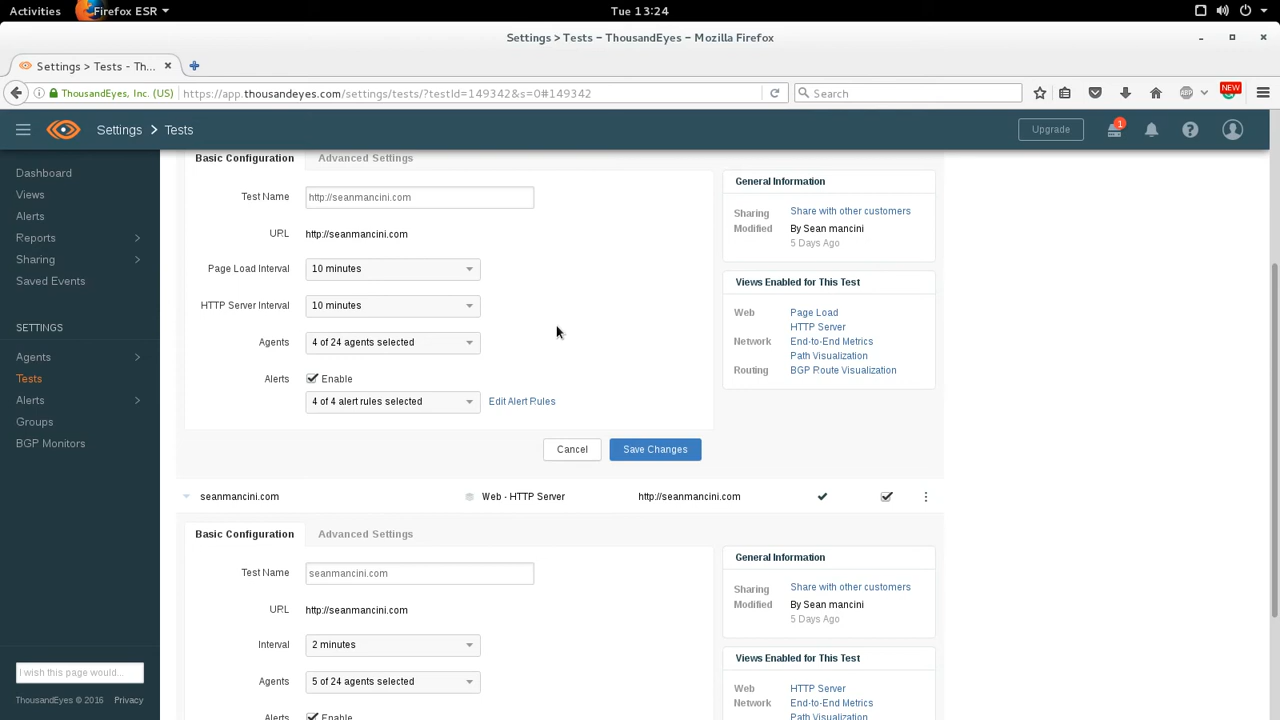 Activities Firefox ESR Tue 13:24
Settings > Tests – ThousandEyes – Mozilla Firefox
Settings > Tests - Th...
ThousandEyes, Inc. (US) https://app.thousandeyes.com/settings/tests/?testId=149342&s=0#149342 Search NEW
Settings > Tests Upgrade 1
Dashboard
Views
Alerts
Reports
Sharing
Saved Events
SETTINGS
Agents
Tests
Alerts
Groups
BGP Monitors
I wish this page would...
ThousandEyes © 2016 Privacy
Basic Configuration Advanced Settings
Test Name http://seanmancini.com
URL http://seanmancini.com
Page Load Interval 10 minutes
HTTP Server Interval 10 minutes
Agents 4 of 24 agents selected
Alerts Enable
4 of 4 alert rules selected Edit Alert Rules
Cancel Save Changes
General Information
Sharing Share with other customers
Modified By Sean mancini
5 Days Ago
Views Enabled for This Test
Web Page Load
HTTP Server
Network End-to-End Metrics
Path Visualization
Routing BGP Route Visualization
seanmancini.com Web - HTTP Server http://seanmancini.com
Basic Configuration Advanced Settings
Test Name seanmancini.com
URL http://seanmancini.com
Interval 2 minutes
Agents 5 of 24 agents selected
Alerts Enable
General Information
Sharing Share with other customers
Modified By Sean mancini
5 Days Ago
Views Enabled for This Test
Web HTTP Server
Network End-to-End Metrics
Path Visualization